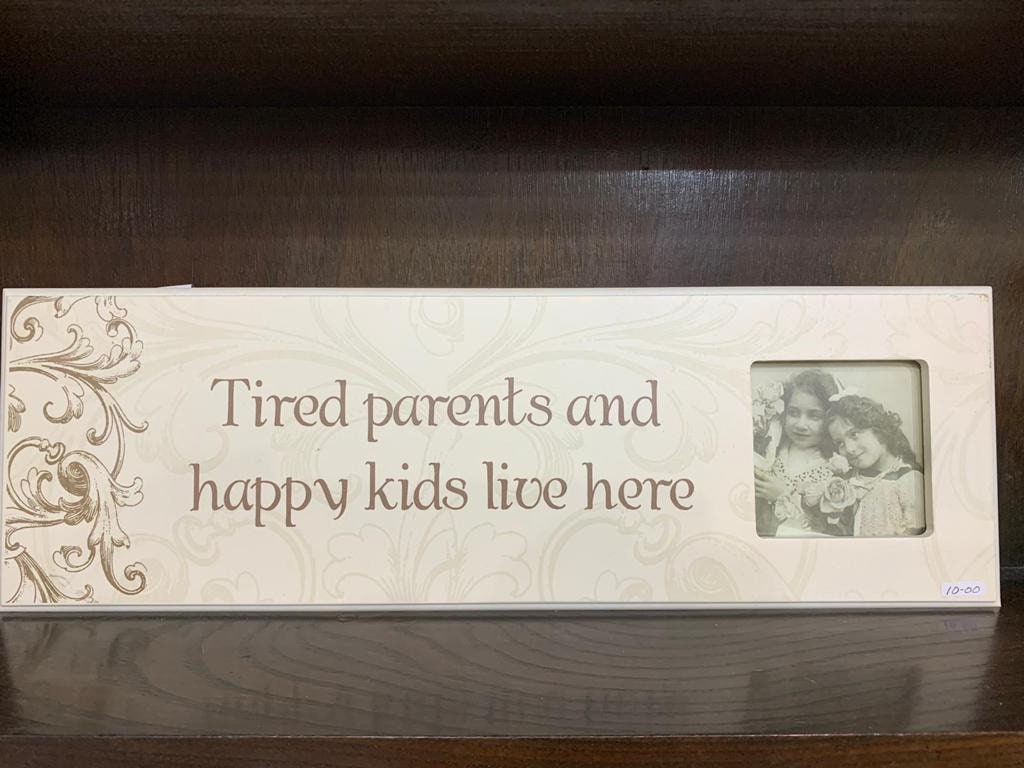 Tired parents and
happy kids live here
10-00